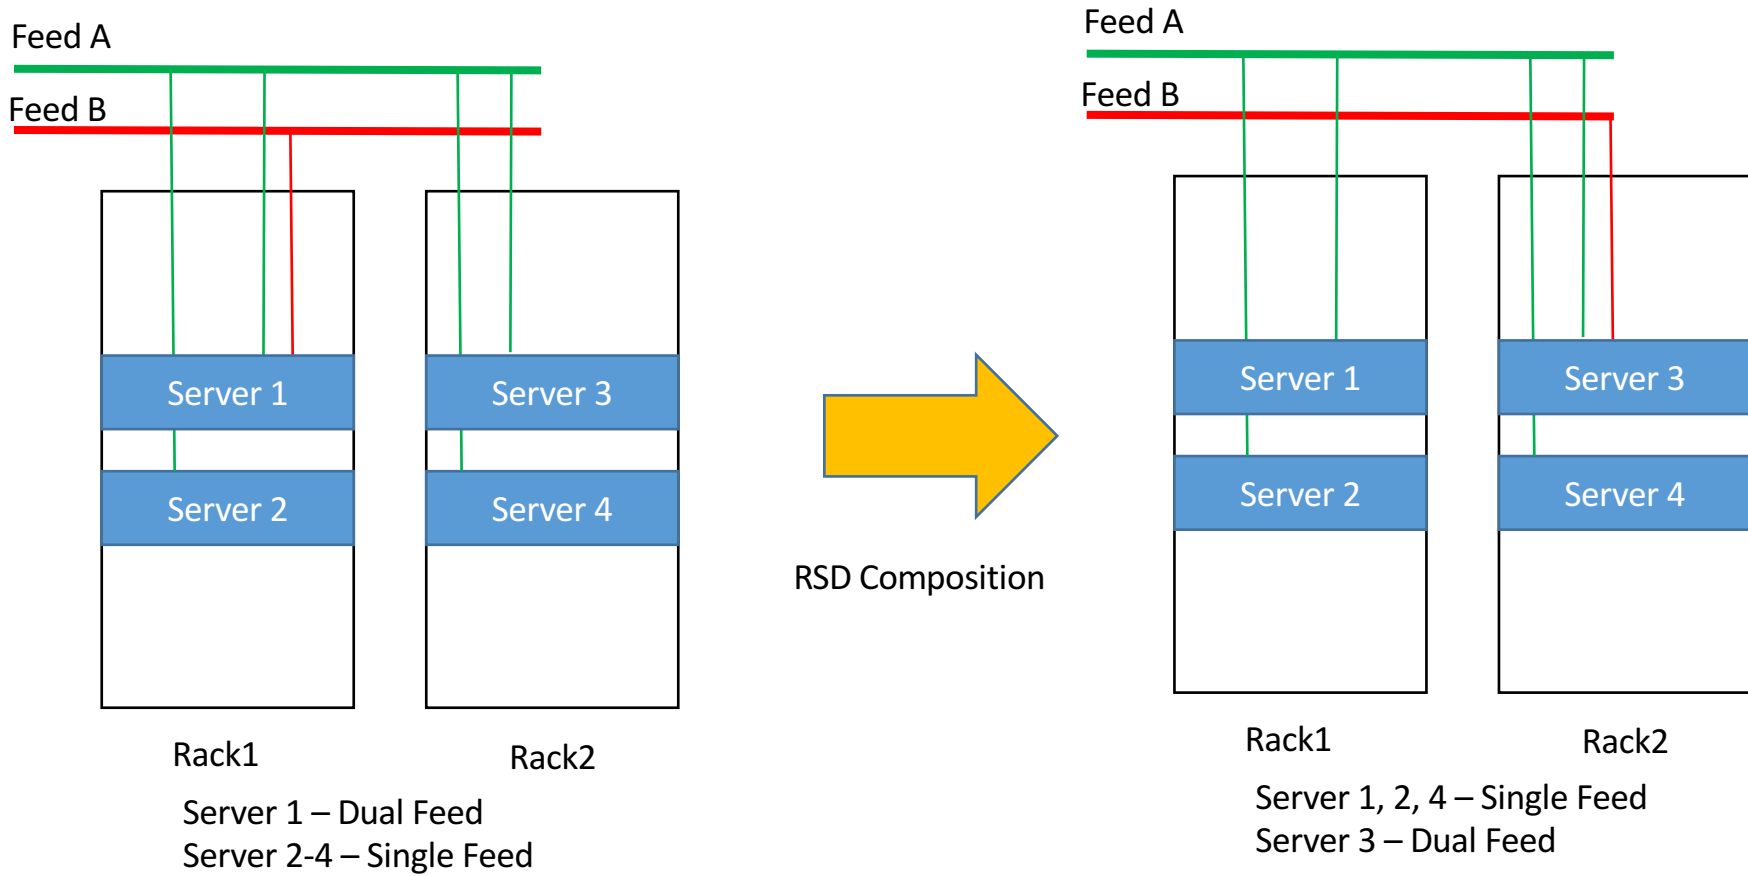 Feed A
Feed B
Server 1
Server 2
Server 3
Server 4
Rack1
Rack2
Server 1 – Dual Feed
Server 2-4 – Single Feed
RSD Composition
Feed A
Feed B
Server 1
Server 2
Server 3
Server 4
Rack1
Rack2
Server 1, 2, 4 – Single Feed
Server 3 – Dual Feed